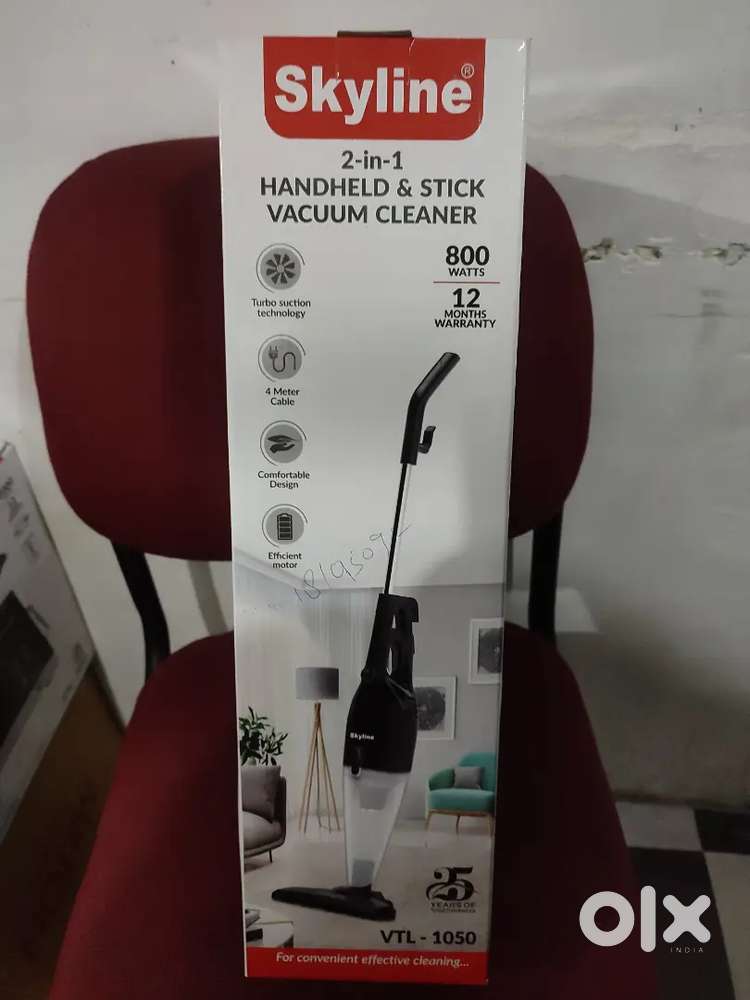 Skyline®
2-in-1
HANDHELD & STICK
VACUUM CLEANER
800
WATTS
12
MONTHS
WARRANTY
Turbo suction
technology
4 Meter
Cable
Comfortable
Design
Efficient
motor
Skyline
25
YEARS OF
VTL - 1050
For convenient effective cleaning...
olx
INDIA